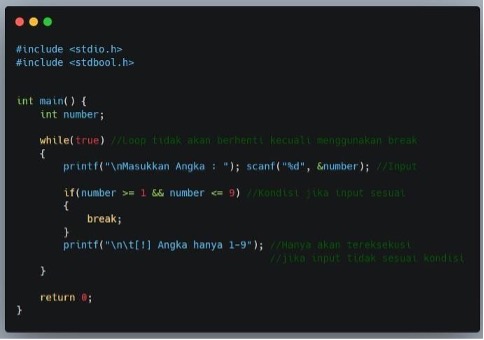 #include <stdio.h>
#include <stdbool.h>
int main() {
int number;
while(true) //Loop tidak akan berhenti kecuali menggunakan break
{
printf("\nMasukkan Angka : "); scanf("%d", &number); //Input
if(number >= 1 && number <= 9) //Kondisi jika input sesuai
{
break;
}
printf("\n\t[!] Angka hanya 1-9"); //Hanya akan tereksekusi
//jika input tidak sesuai kondisi
}
return 0;
}